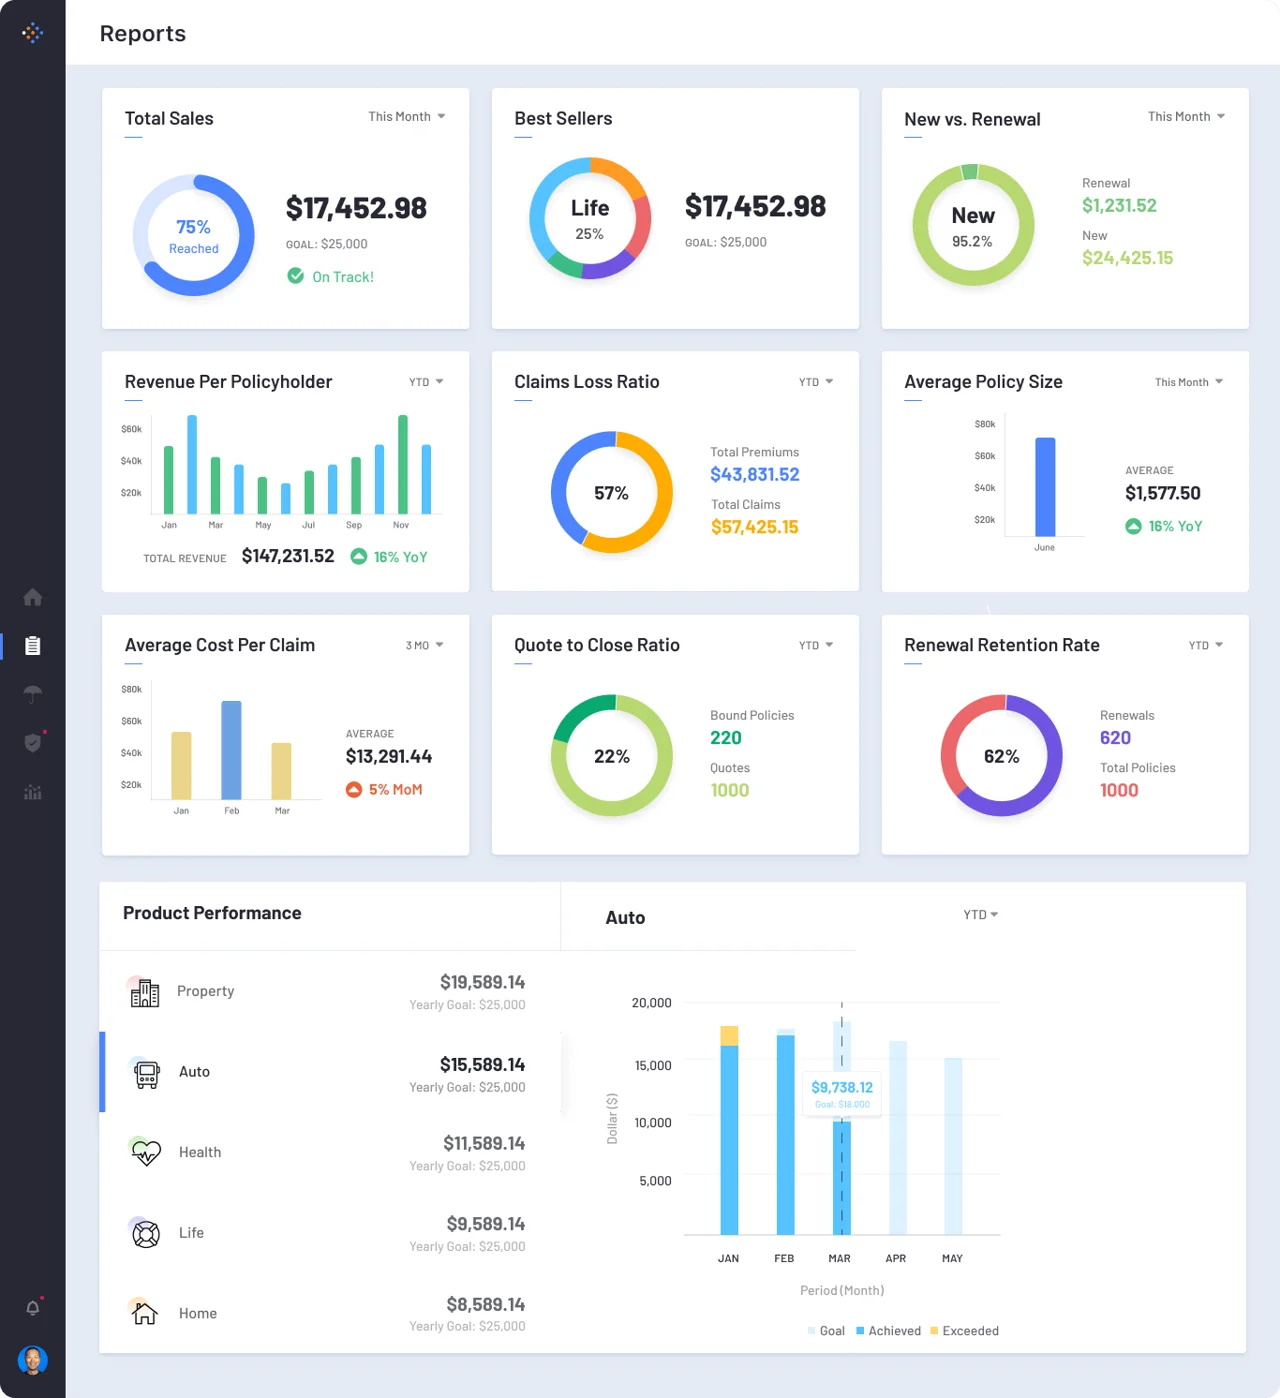 Reports
Total Sales
This Month
75%
Reached
$17,452.98
GOAL: $25,000
On Track!
Best Sellers
Life
25%
$17,452.98
GOAL: $25,000
New vs. Renewal
This Month
New
95.2%
Renewal
$1,231.52
New
$24,425.15
Revenue Per Policyholder
YTD
$60k
$40k
$20k
Jan Mar May Jul Sep Nov
TOTAL REVENUE $147,231.52 16% YoY
Claims Loss Ratio
YTD
57%
Total Premiums
$43,831.52
Total Claims
$57,425.15
Average Policy Size
This Month
$80k
$60k
$40k
$20k
June
AVERAGE
$1,577.50
16% YoY
Average Cost Per Claim
3 MO
$80k
$60k
$40k
$20k
Jan Feb Mar
AVERAGE
$13,291.44
5% MoM
Quote to Close Ratio
YTD
22%
Bound Policies
220
Quotes
1000
Renewal Retention Rate
YTD
62%
Renewals
620
Total Policies
1000
Product Performance
Property
$19,589.14
Yearly Goal: $25,000
Auto
$15,589.14
Yearly Goal: $25,000
Health
$11,589.14
Yearly Goal: $25,000
Life
$9,589.14
Yearly Goal: $25,000
Home
$8,589.14
Yearly Goal: $25,000
Auto
YTD
20,000
15,000
10,000
5,000
Dollar ($)
$9,738.12
Goal: $18,000
JAN FEB MAR APR MAY
Period (Month)
Goal Achieved Exceeded